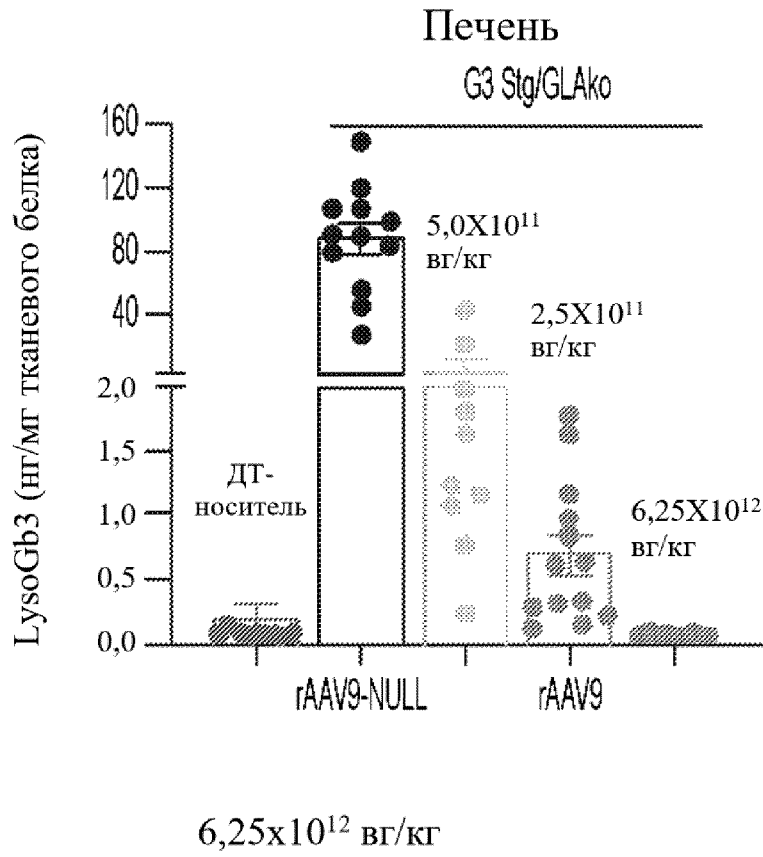 Печень
G3 Stg/GLAko
LysoGb3 (нг/мг тканевого белка)
160
120
80
40
2,0
1,5
1,0
0,5
0,0
5,0X10¹¹
вг/кг
2,5X10¹¹
вг/кг
ДТ-
носитель
6,25X10¹²
вг/кг
rAAV9-NULL
rAAV9
6,25x10¹² вг/кг